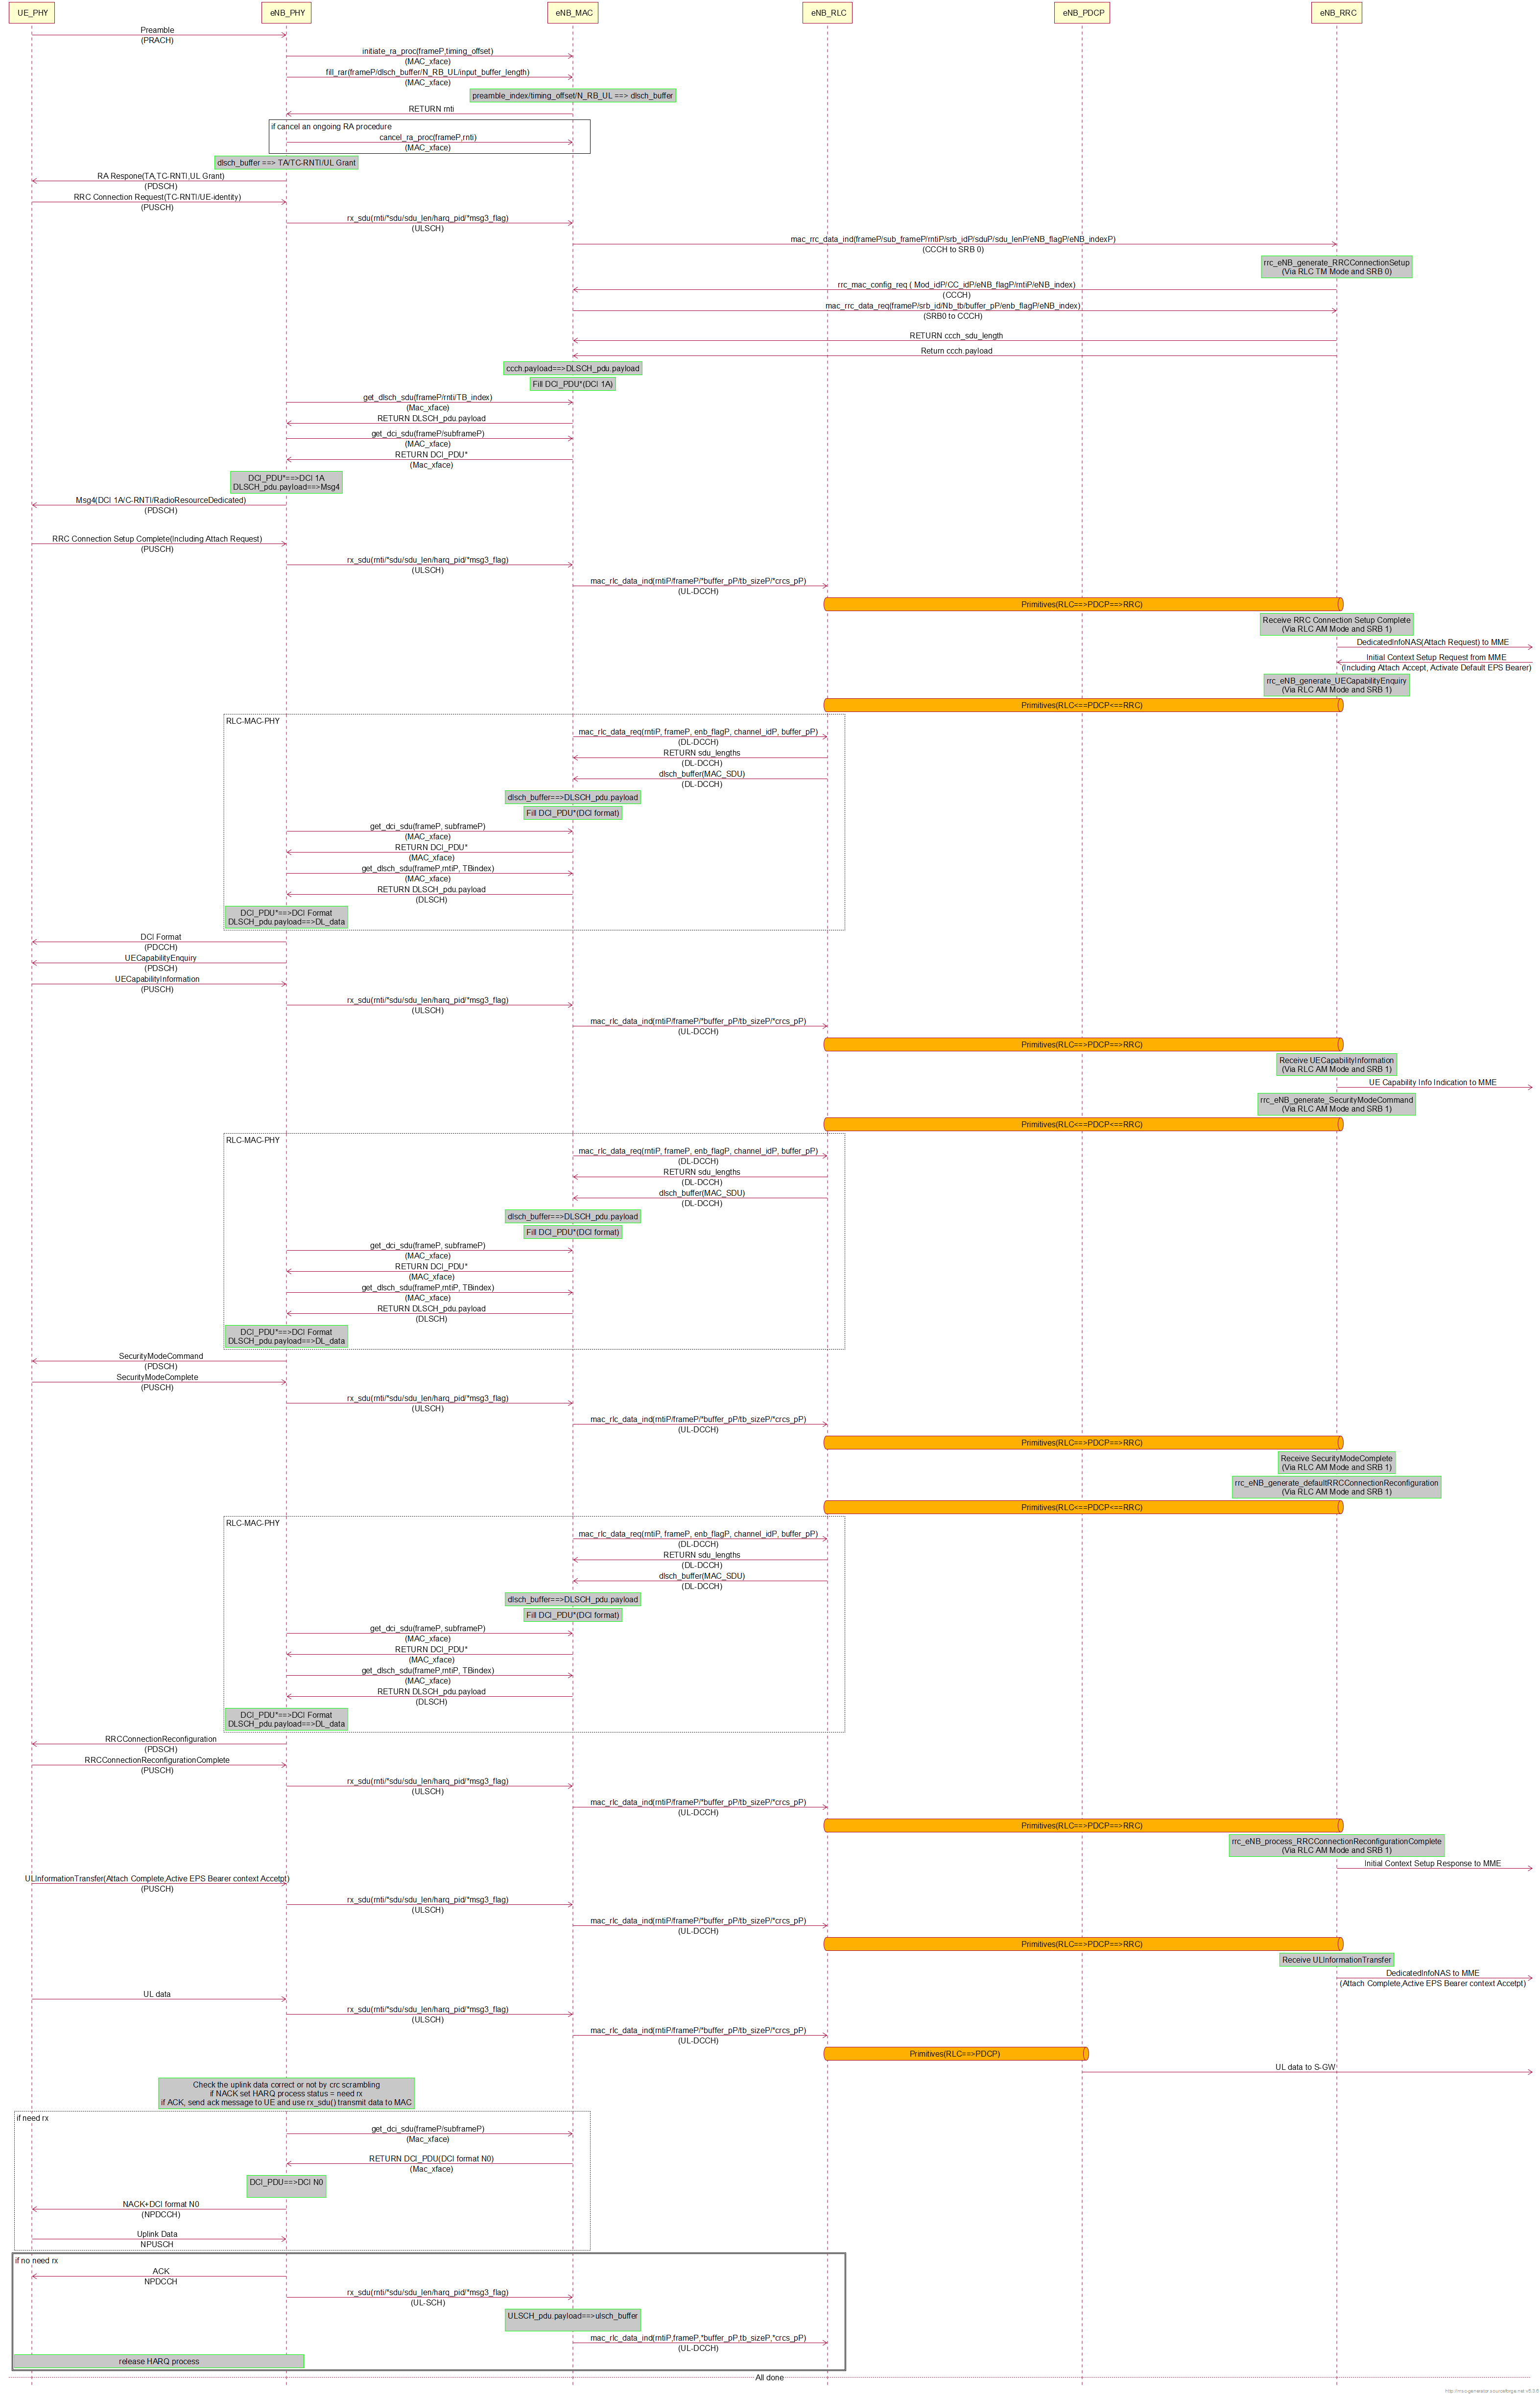 UE_PHY
eNB_PHY
eNB_MAC
eNB_RLC
eNB_PDCP
eNB_RRC
Preamble
(PRACH)
initiate_ra_proc(frameP,timing_offset)
(MAC_xface)
fill_rar(frameP/dlsch_buffer/N_RB_UL/input_buffer_length)
(MAC_xface)
preamble_index/timing_offset/N_RB_UL ==> dlsch_buffer
RETURN rnti
if cancel an ongoing RA procedure
cancel_ra_proc(frameP,rnti)
(MAC_xface)
dlsch_buffer ==> TA/TC-RNTI/UL Grant
RA Respone(TA,TC-RNTI,UL Grant)
(PDSCH)
RRC Connection Request(TC-RNTI/UE-identity)
(PUSCH)
rx_sdu(rnti/*sdu/sdu_len/harq_pid/*msg3_flag)
(ULSCH)
mac_rrc_data_ind(frameP/sub_frameP/rntiP/srb_idP/sduP/sdu_lenP/eNB_flagP/eNB_indexP)
(CCCH to SRB 0)
rrc_eNB_generate_RRCConnectionSetup
(Via RLC TM Mode and SRB 0)
rrc_mac_config_req ( Mod_idP/CC_idP/eNB_flagP/rntiP/eNB_index)
(CCCH)
mac_rrc_data_req(frameP/srb_id/Nb_tb/buffer_pP/enb_flagP/eNB_index)
(SRB0 to CCCH)
RETURN ccch_sdu_length
Return ccch.payload
ccch.payload==>DLSCH_pdu.payload
Fill DCI_PDU*(DCI 1A)
get_dlsch_sdu(frameP/rnti/TB_index)
(Mac_xface)
RETURN DLSCH_pdu.payload
get_dci_sdu(frameP/subframeP)
(MAC_xface)
RETURN DCI_PDU*
(Mac_xface)
DCI_PDU*==>DCI 1A
DLSCH_pdu.payload==>Msg4
Msg4(DCI 1A/C-RNTI/RadioResourceDedicated)
(PDSCH)
RRC Connection Setup Complete(Including Attach Request)
(PUSCH)
rx_sdu(rnti/*sdu/sdu_len/harq_pid/*msg3_flag)
(ULSCH)
mac_rlc_data_ind(rntiP/frameP/*buffer_pP/tb_sizeP/*crcs_pP)
(UL-DCCH)
Primitives(RLC==>PDCP==>RRC)
Receive RRC Connection Setup Complete
(Via RLC AM Mode and SRB 1)
DedicatedInfoNAS(Attach Request) to MME
Initial Context Setup Request from MME
(Including Attach Accept, Activate Default EPS Bearer)
rrc_eNB_generate_UECapabilityEnquiry
(Via RLC AM Mode and SRB 1)
Primitives(RLC<==PDCP<==RRC)
RLC-MAC-PHY
mac_rlc_data_req(rntiP, frameP, enb_flagP, channel_idP, buffer_pP)
(DL-DCCH)
RETURN sdu_lengths
(DL-DCCH)
dlsch_buffer(MAC_SDU)
(DL-DCCH)
dlsch_buffer==>DLSCH_pdu.payload
Fill DCI_PDU*(DCI format)
get_dci_sdu(frameP, subframeP)
(MAC_xface)
RETURN DCI_PDU*
(MAC_xface)
get_dlsch_sdu(frameP,rntiP, TBindex)
(MAC_xface)
RETURN DLSCH_pdu.payload
(DLSCH)
DCI_PDU*==>DCI Format
DLSCH_pdu.payload==>DL_data
DCI Format
(PDCCH)
UECapabilityEnquiry
(PDSCH)
UECapabilityInformation
(PUSCH)
rx_sdu(rnti/*sdu/sdu_len/harq_pid/*msg3_flag)
(ULSCH)
mac_rlc_data_ind(rntiP/frameP/*buffer_pP/tb_sizeP/*crcs_pP)
(UL-DCCH)
Primitives(RLC==>PDCP==>RRC)
Receive UECapabilityInformation
(Via RLC AM Mode and SRB 1)
UE Capability Info Indication to MME
rrc_eNB_generate_SecurityModeCommand
(Via RLC AM Mode and SRB 1)
Primitives(RLC<==PDCP<==RRC)
RLC-MAC-PHY
mac_rlc_data_req(rntiP, frameP, enb_flagP, channel_idP, buffer_pP)
(DL-DCCH)
RETURN sdu_lengths
(DL-DCCH)
dlsch_buffer(MAC_SDU)
(DL-DCCH)
dlsch_buffer==>DLSCH_pdu.payload
Fill DCI_PDU*(DCI format)
get_dci_sdu(frameP, subframeP)
(MAC_xface)
RETURN DCI_PDU*
(MAC_xface)
get_dlsch_sdu(frameP,rntiP, TBindex)
(MAC_xface)
RETURN DLSCH_pdu.payload
(DLSCH)
DCI_PDU*==>DCI Format
DLSCH_pdu.payload==>DL_data
SecurityModeCommand
(PDSCH)
SecurityModeComplete
(PUSCH)
rx_sdu(rnti/*sdu/sdu_len/harq_pid/*msg3_flag)
(ULSCH)
mac_rlc_data_ind(rntiP/frameP/*buffer_pP/tb_sizeP/*crcs_pP)
(UL-DCCH)
Primitives(RLC==>PDCP==>RRC)
Receive SecurityModeComplete
(Via RLC AM Mode and SRB 1)
rrc_eNB_generate_defaultRRCConnectionReconfiguration
(Via RLC AM Mode and SRB 1)
Primitives(RLC<==PDCP<==RRC)
RLC-MAC-PHY
mac_rlc_data_req(rntiP, frameP, enb_flagP, channel_idP, buffer_pP)
(DL-DCCH)
RETURN sdu_lengths
(DL-DCCH)
dlsch_buffer(MAC_SDU)
(DL-DCCH)
dlsch_buffer==>DLSCH_pdu.payload
Fill DCI_PDU*(DCI format)
get_dci_sdu(frameP, subframeP)
(MAC_xface)
RETURN DCI_PDU*
(MAC_xface)
get_dlsch_sdu(frameP,rntiP, TBindex)
(MAC_xface)
RETURN DLSCH_pdu.payload
(DLSCH)
DCI_PDU*==>DCI Format
DLSCH_pdu.payload==>DL_data
RRCConnectionReconfiguration
(PDSCH)
RRCConnectionReconfigurationComplete
(PUSCH)
rx_sdu(rnti/*sdu/sdu_len/harq_pid/*msg3_flag)
(ULSCH)
mac_rlc_data_ind(rntiP/frameP/*buffer_pP/tb_sizeP/*crcs_pP)
(UL-DCCH)
Primitives(RLC==>PDCP==>RRC)
rrc_eNB_process_RRCConnectionReconfigurationComplete
(Via RLC AM Mode and SRB 1)
Initial Context Setup Response to MME
ULInformationTransfer(Attach Complete,Active EPS Bearer context Accetpt)
(PUSCH)
rx_sdu(rnti/*sdu/sdu_len/harq_pid/*msg3_flag)
(ULSCH)
mac_rlc_data_ind(rntiP/frameP/*buffer_pP/tb_sizeP/*crcs_pP)
(UL-DCCH)
Primitives(RLC==>PDCP==>RRC)
Receive ULInformationTransfer
DedicatedInfoNAS to MME
(Attach Complete,Active EPS Bearer context Accetpt)
UL data
rx_sdu(rnti/*sdu/sdu_len/harq_pid/*msg3_flag)
(ULSCH)
mac_rlc_data_ind(rntiP/frameP/*buffer_pP/tb_sizeP/*crcs_pP)
(UL-DCCH)
Primitives(RLC==>PDCP)
UL data to S-GW
Check the uplink data correct or not by crc scrambling
if NACK set HARQ process status = need rx
if ACK, send ack message to UE and use rx_sdu() transmit data to MAC
if need rx
get_dci_sdu(frameP/subframeP)
(Mac_xface)
RETURN DCI_PDU(DCI format N0)
(Mac_xface)
DCI_PDU==>DCI N0
NACK+DCI format N0
(NPDCCH)
Uplink Data
NPUSCH
if no need rx
ACK
NPDCCH
rx_sdu(rnti/*sdu/sdu_len/harq_pid/*msg3_flag)
(UL-SCH)
ULSCH_pdu.payload==>ulsch_buffer
mac_rlc_data_ind(rntiP,frameP,*buffer_pP,tb_sizeP,*crcs_pP)
(UL-DCCH)
release HARQ process
All done